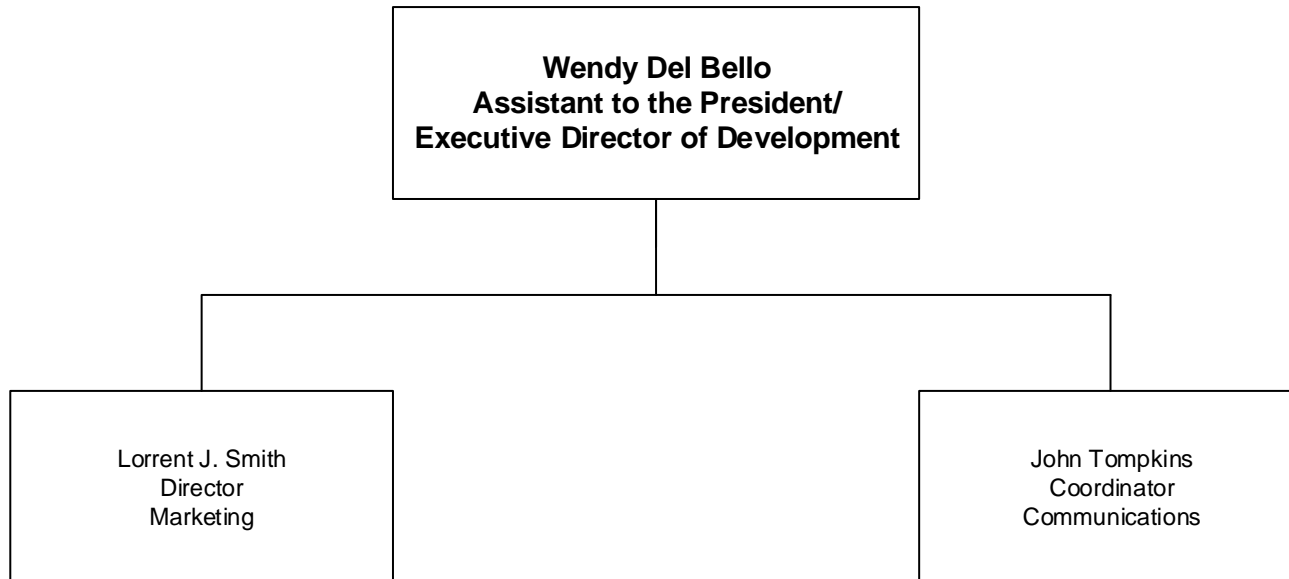 Wendy Del Bello
Assistant to the President/
Executive Director of Development
Lorrent J. Smith
Director
Marketing
John Tompkins
Coordinator
Communications